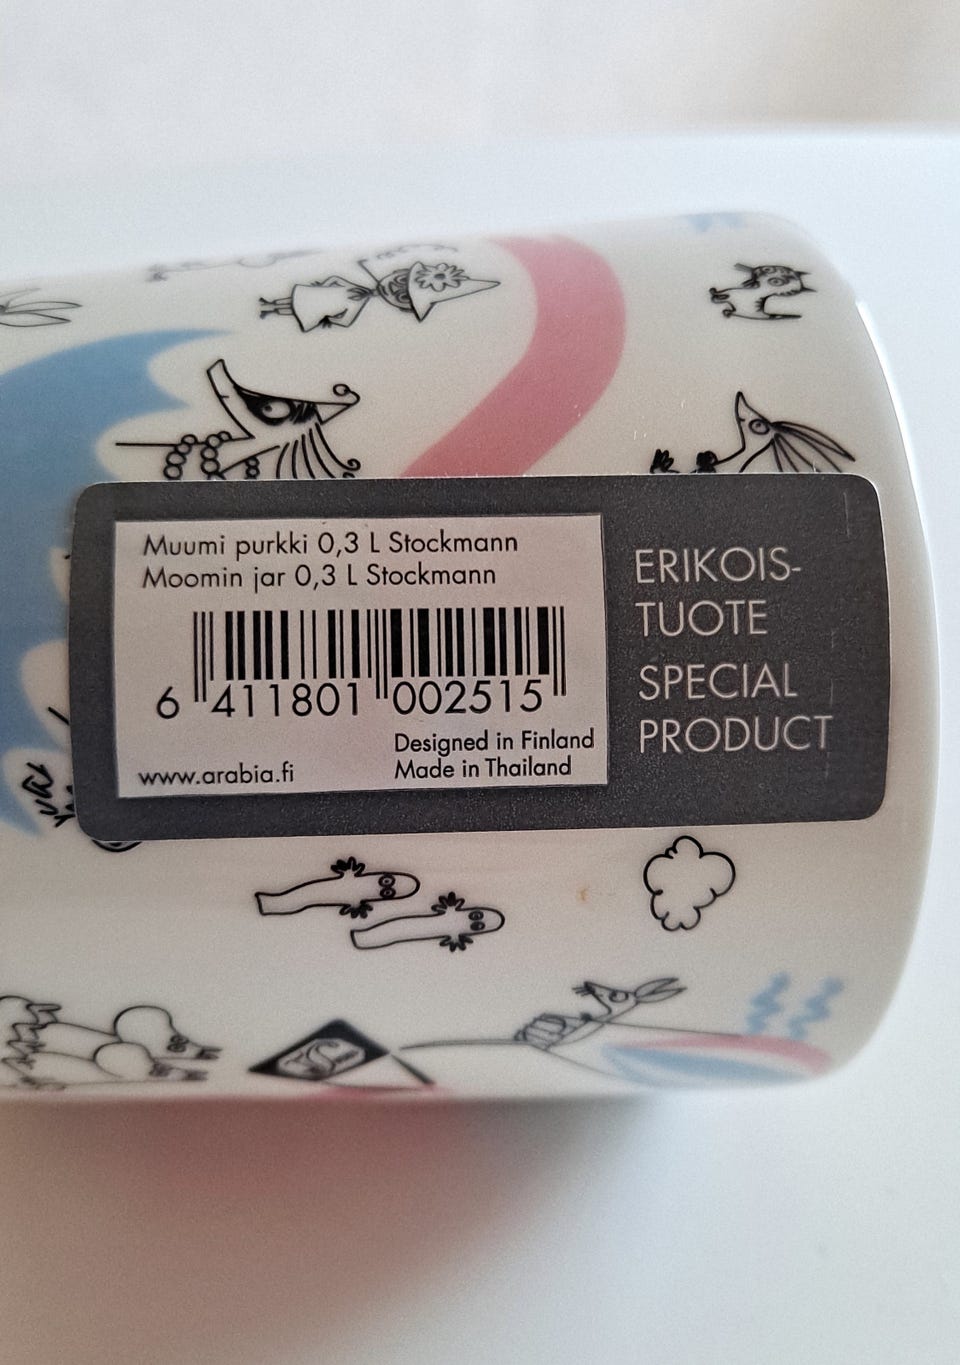 Muumi purkki 0,3 L Stockmann
Moomin jar 0,3 L Stockmann
6 411801 002515
www.arabia.fi
Designed in Finland
Made in Thailand
ERIKOIS-
TUOTE
SPECIAL
PRODUCT